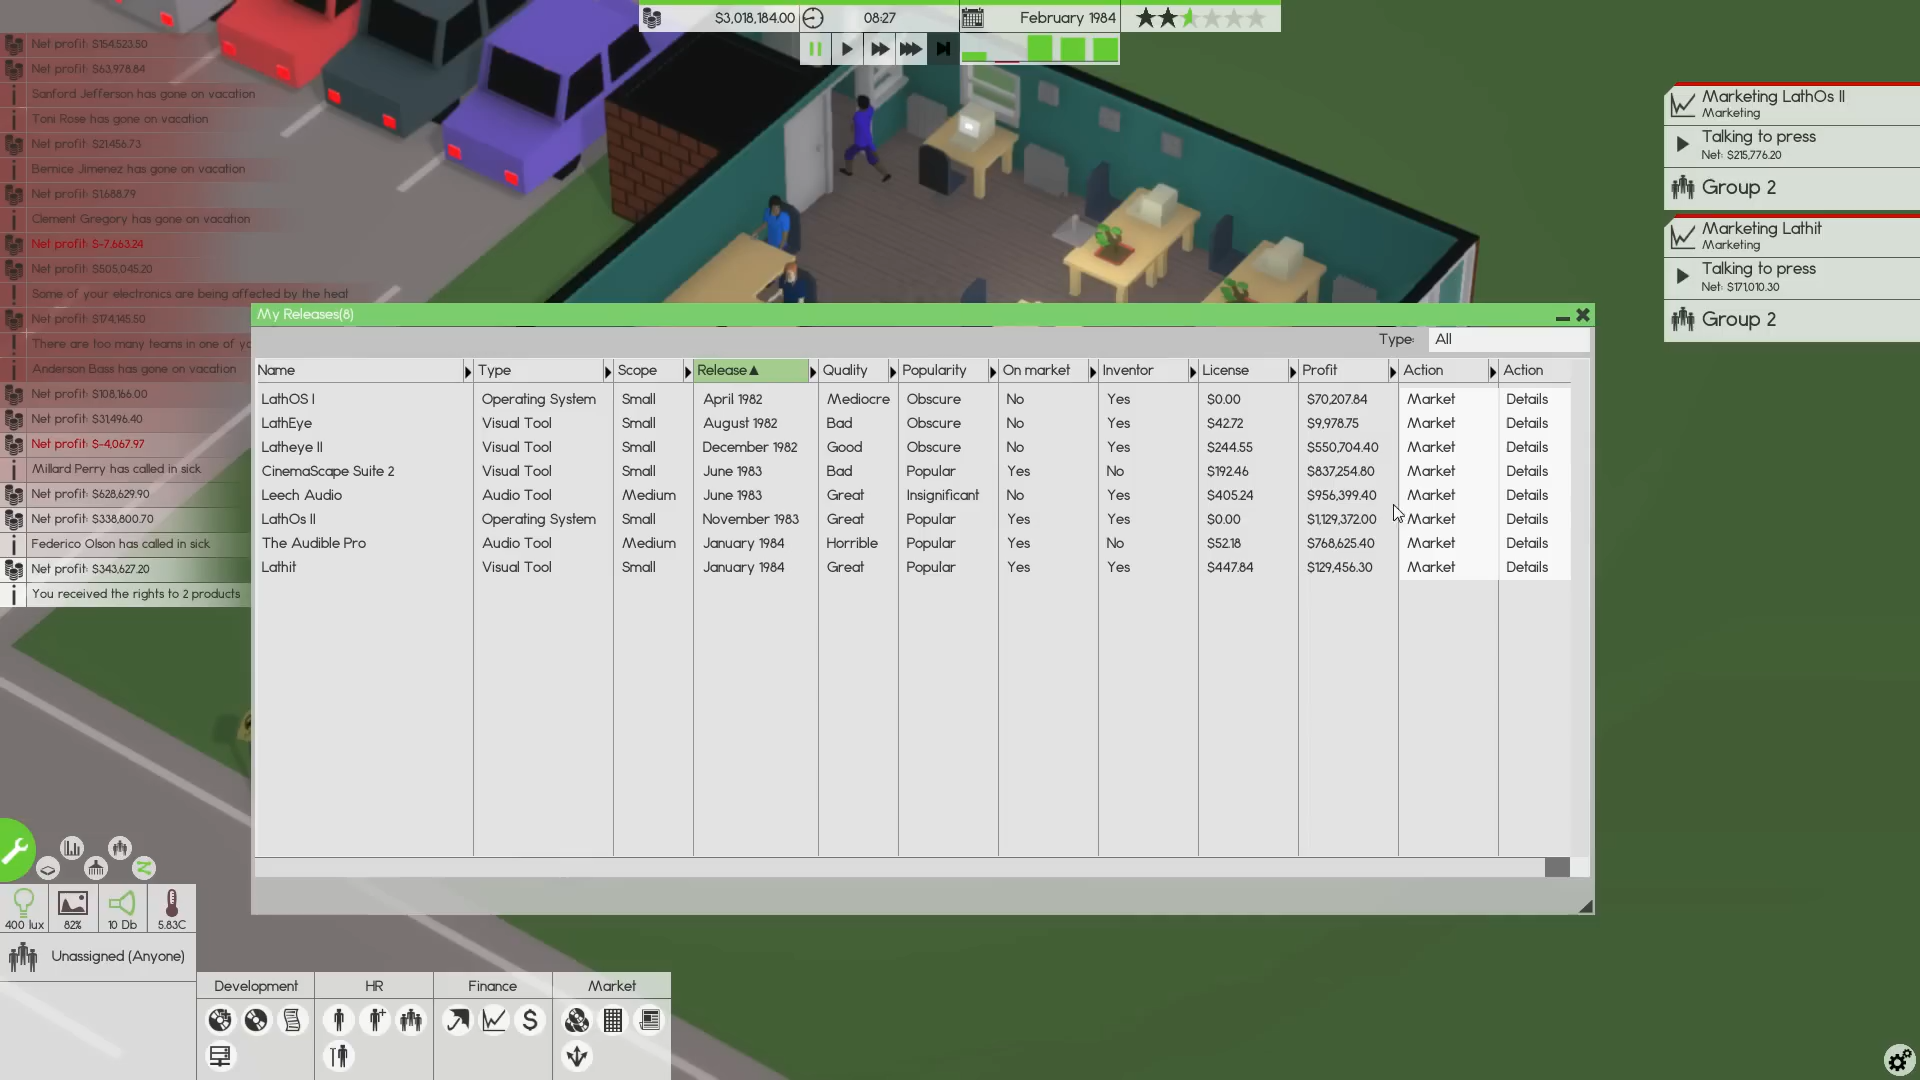 $3,018,184.00
08:27
February 1984
Net profit: $154,523.50
Net profit: $63,978.84
Sanford Jefferson has gone on vacation
Toni Rose has gone on vacation
Net profit: $21,456.73
Bernice Jimenez has gone on vacation
Net profit: $1,688.79
Clement Gregory has gone on vacation
Net profit: $-7,663.24
Net profit: $505,045.20
Some of your electronics are being affected by the heat
Net profit: $174,145.50
There are too many teams in one of yo
Anderson Bass has gone on vacation
Net profit: $108,166.00
Net profit: $31,496.40
Net profit: $-4,067.97
Millard Perry has called in sick
Net profit: $628,629.90
Net profit: $338,800.70
Federico Olson has called in sick
Net profit: $343,627.20
You received the rights to 2 products
Marketing LathOs II
Marketing
Talking to press
Net: $215,776.20
Group 2
Marketing Lathit
Marketing
Talking to press
Net: $171,010.30
Group 2
My Releases(8)
Type: All
Name Type Scope Release▲ Quality Popularity On market Inventor License Profit Action Action
LathOS I Operating System Small April 1982 Mediocre Obscure No Yes $0.00 $70,207.84 Market Details
LathEye Visual Tool Small August 1982 Bad Obscure No Yes $42.72 $9,978.75 Market Details
Latheye II Visual Tool Small December 1982 Good Obscure No Yes $244.55 $550,704.40 Market Details
CinemaScape Suite 2 Visual Tool Small June 1983 Bad Popular Yes No $192.46 $837,254.80 Market Details
Leech Audio Audio Tool Medium June 1983 Great Insignificant No Yes $405.24 $956,399.40 Market Details
LathOs II Operating System Small November 1983 Great Popular Yes Yes $0.00 $1,129,372.00 Market Details
The Audible Pro Audio Tool Medium January 1984 Horrible Popular Yes No $52.18 $768,625.40 Market Details
Lathit Visual Tool Small January 1984 Great Popular Yes Yes $447.84 $129,456.30 Market Details
400 lux 82% 10 Db 5.83C
Unassigned (Anyone)
Development HR Finance Market